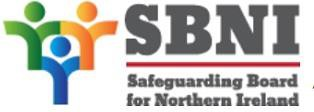 SBNI
Safeguarding Board
for Northern Ireland